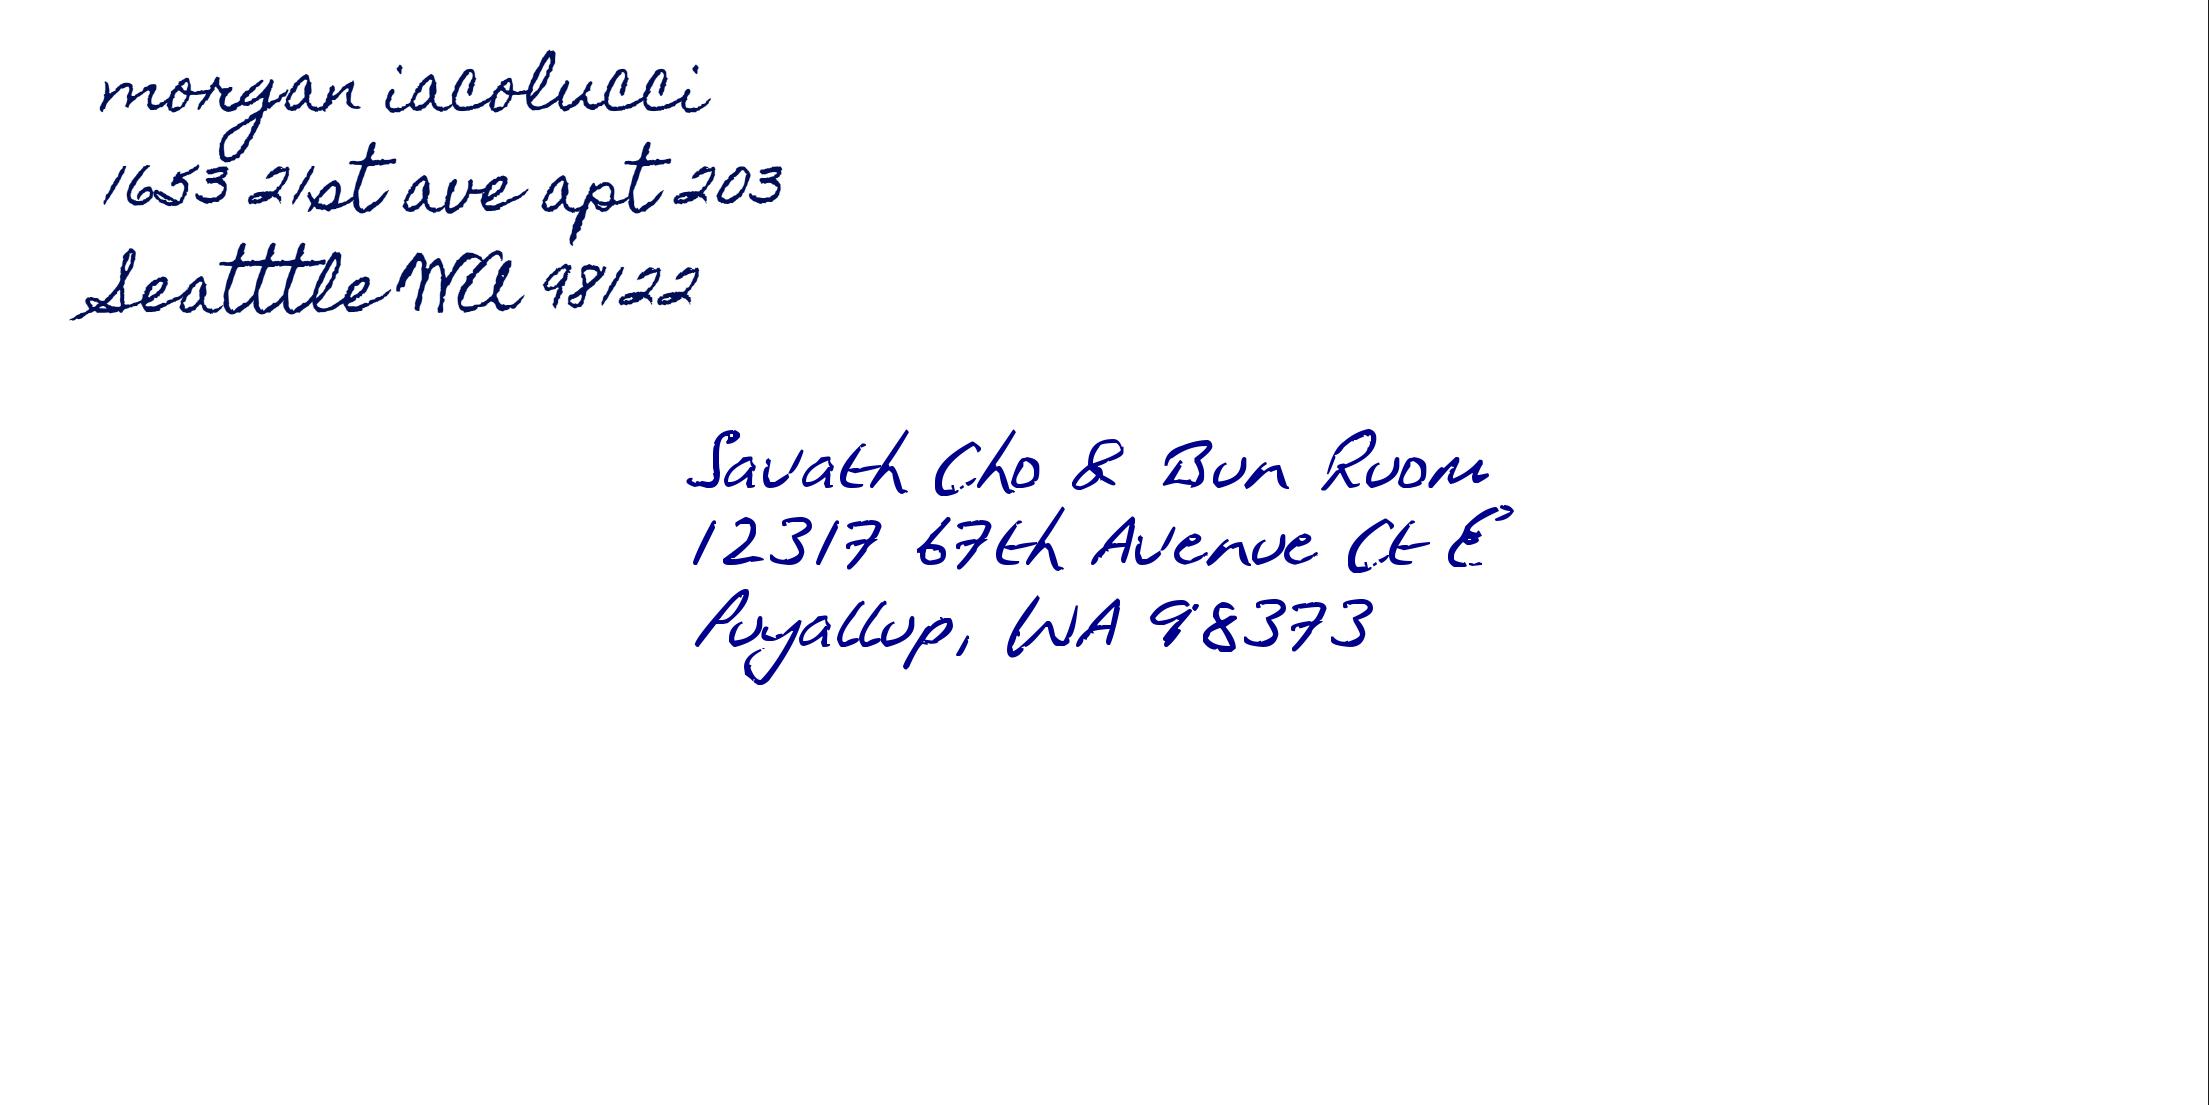 morgan iacolucci
1653 21st ave apt 203
Seatttle WA 98122
Savath Cho & Bun Ruom
12317 67th Avenue Ct E
Puyallup, WA 98373